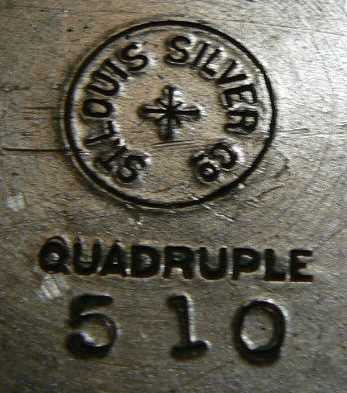 ST. LOUIS SILVER CO
QUADRUPLE
510